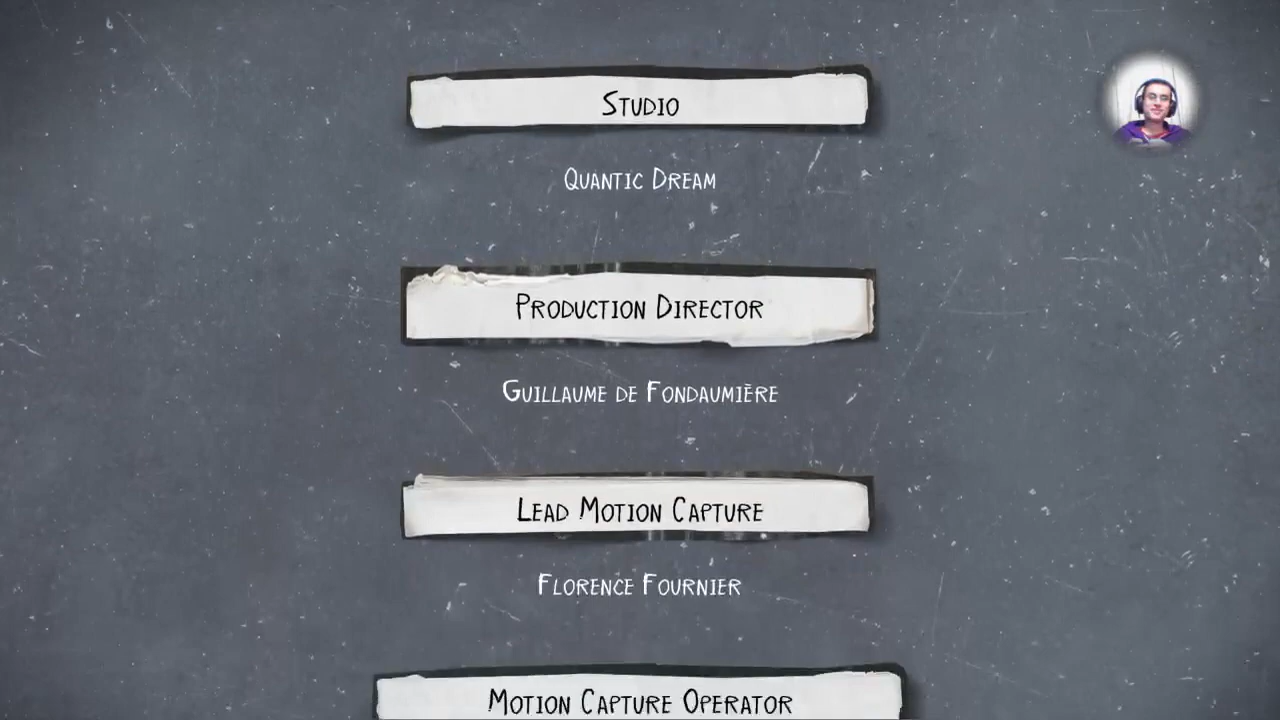 Studio
Quantic Dream
Production Director
Guillaume de Fondaumière
Lead Motion Capture
Florence Fournier
Motion Capture Operator